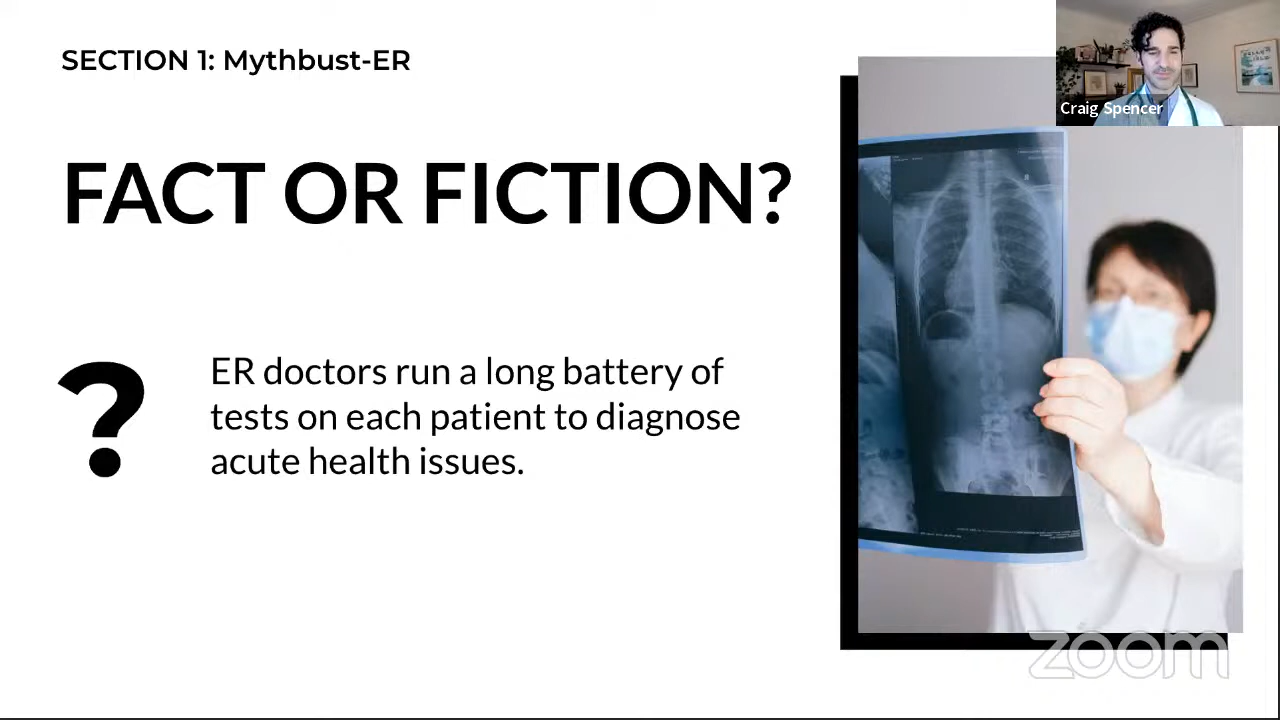 SECTION 1: Mythbust-ER
Craig Spencer
FACT OR FICTION?
?
ER doctors run a long battery of
tests on each patient to diagnose
acute health issues.
zoom